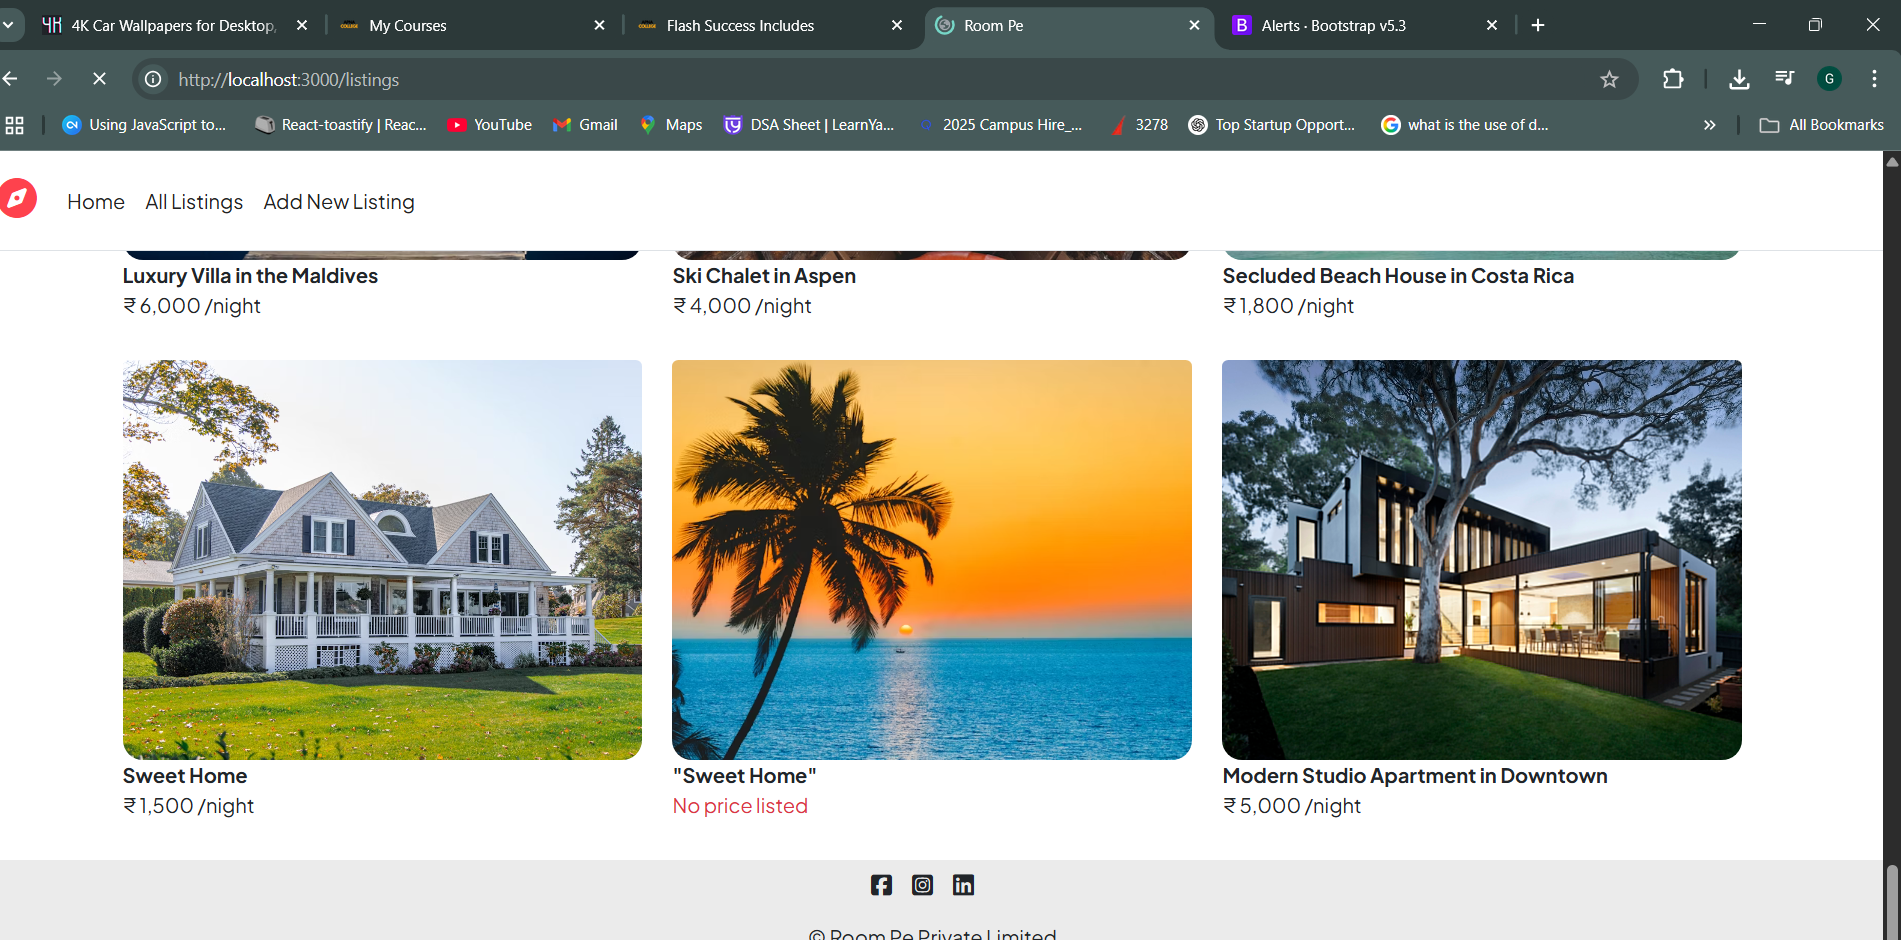 4K Car Wallpapers for Desktop,
My Courses
Flash Success Includes
Room Pe
Alerts · Bootstrap v5.3
http://localhost:3000/listings
G
Using JavaScript to...
React-toastify | Reac...
YouTube
Gmail
Maps
DSA Sheet | LearnYa...
2025 Campus Hire_...
3278
Top Startup Opport...
what is the use of d...
All Bookmarks
Home
All Listings
Add New Listing
Luxury Villa in the Maldives
₹ 6,000 /night
Ski Chalet in Aspen
₹ 4,000 /night
Secluded Beach House in Costa Rica
₹ 1,800 /night
Sweet Home
₹ 1,500 /night
"Sweet Home"
No price listed
Modern Studio Apartment in Downtown
₹ 5,000 /night
© Room Pe Private Limited